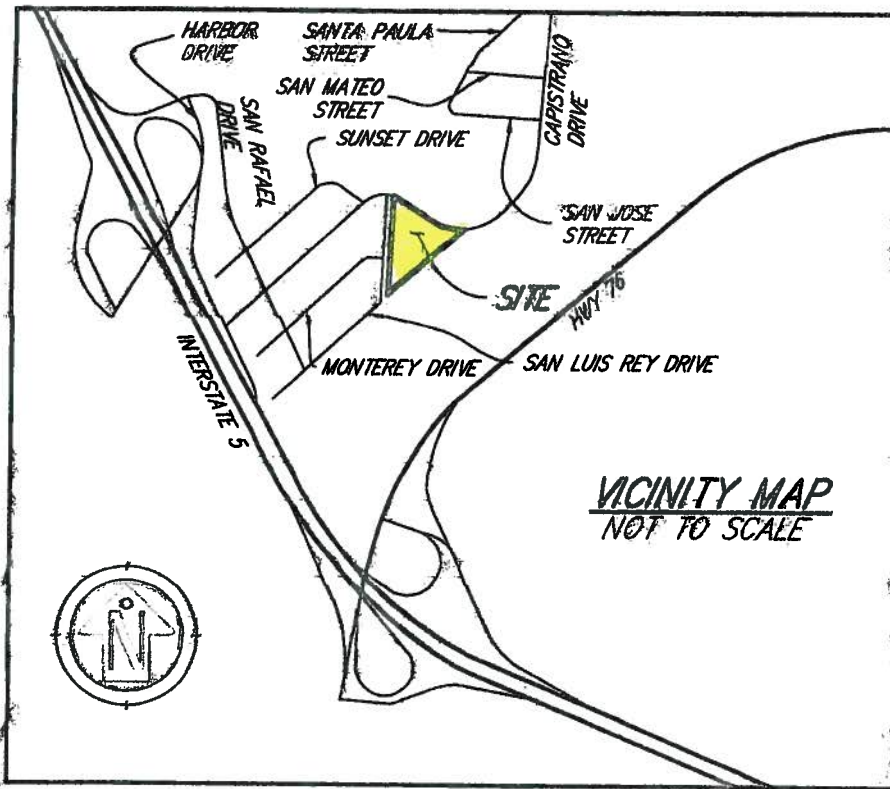 HARBOR
DRIVE
SANTA PAULA
STREET
SAN MATEO
STREET
CAPISTRANO
DRIVE
SAN RAFAEL
DRIVE
SUNSET DRIVE
SAN JOSE
STREET
SITE
HWY 76
INTERSTATE 5
MONTEREY DRIVE
SAN LUIS REY DRIVE
VICINITY MAP
NOT TO SCALE
N